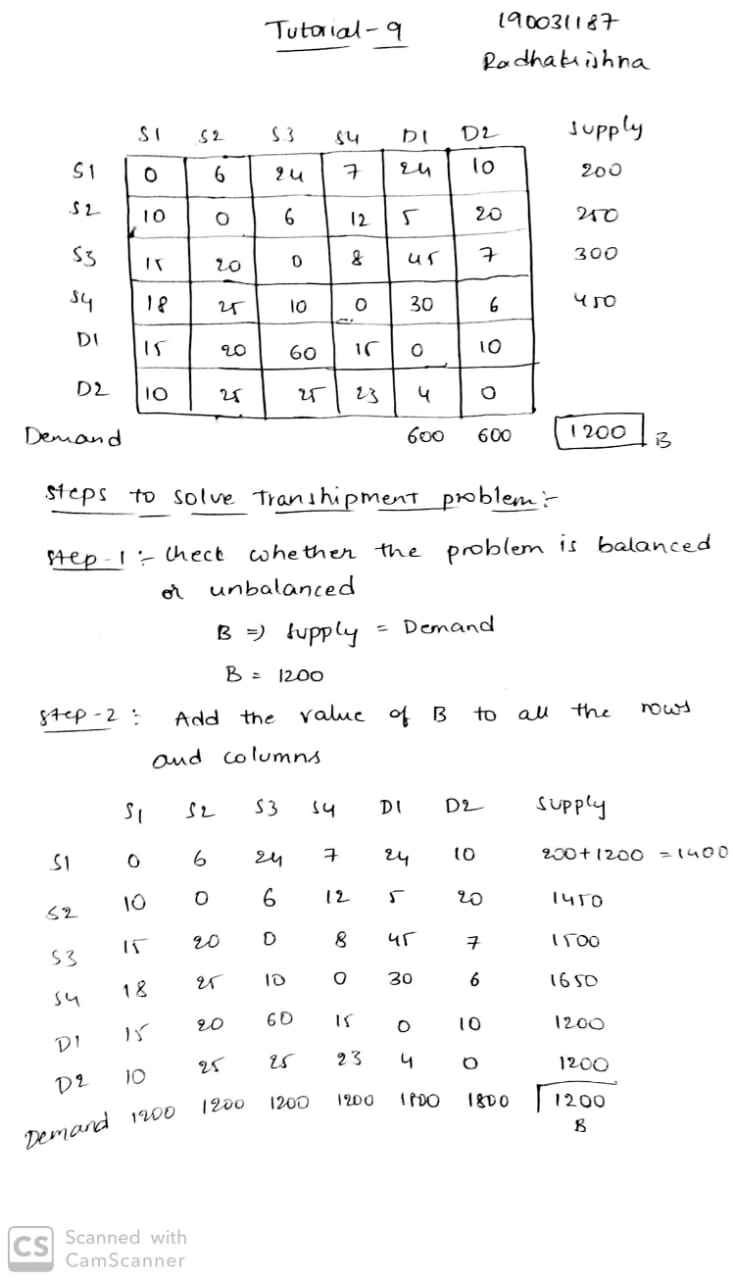 Tutorial - 9
190031187
Radhakrishna
S1 S2 S3 S4 D1 D2 Supply
S1 0 6 24 7 24 10 200
S2 10 0 6 12 5 20 250
S3 15 20 0 8 45 7 300
S4 18 25 10 0 30 6 450
D1 15 20 60 15 0 10
D2 10 25 25 23 4 0
Demand 600 600 1200 B
Steps to solve Transhipment problem :-
Step-1 :- Check whether the problem is balanced
or unbalanced
B => Supply = Demand
B = 1200
Step-2 : Add the value of B to all the rows
and columns
S1 S2 S3 S4 D1 D2 Supply
S1 0 6 24 7 24 10 200+1200 =1400
S2 10 0 6 12 5 20 1450
S3 15 20 0 8 45 7 1500
S4 18 25 10 0 30 6 1650
D1 15 20 60 15 0 10 1200
D2 10 25 25 23 4 0 1200
Demand 1200 1200 1200 1200 1800 1800 1200
B
CS Scanned with
CamScanner